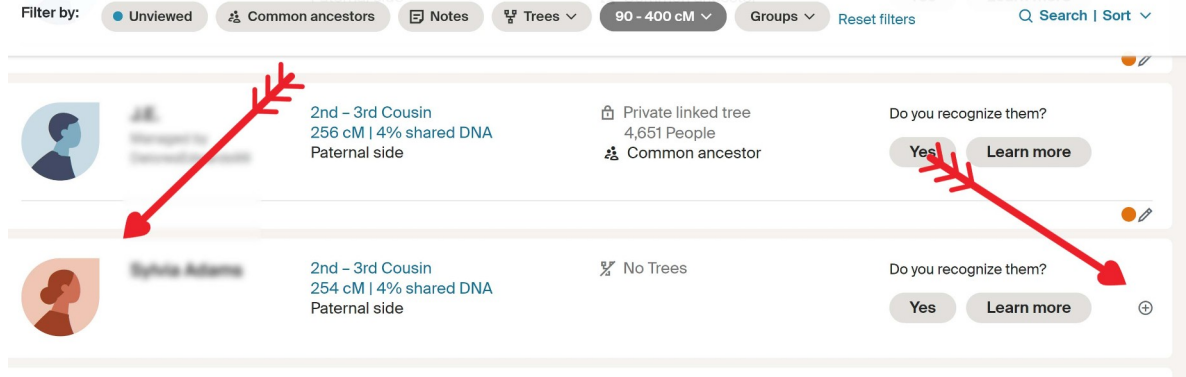 Filter by: Unviewed Common ancestors Notes Trees 90 - 400 cM Groups Reset filters Search | Sort
2nd – 3rd Cousin
256 cM | 4% shared DNA
Paternal side
Private linked tree
4,651 People
Common ancestor
Do you recognize them?
Yes Learn more
2nd – 3rd Cousin
254 cM | 4% shared DNA
Paternal side
No Trees
Do you recognize them?
Yes Learn more